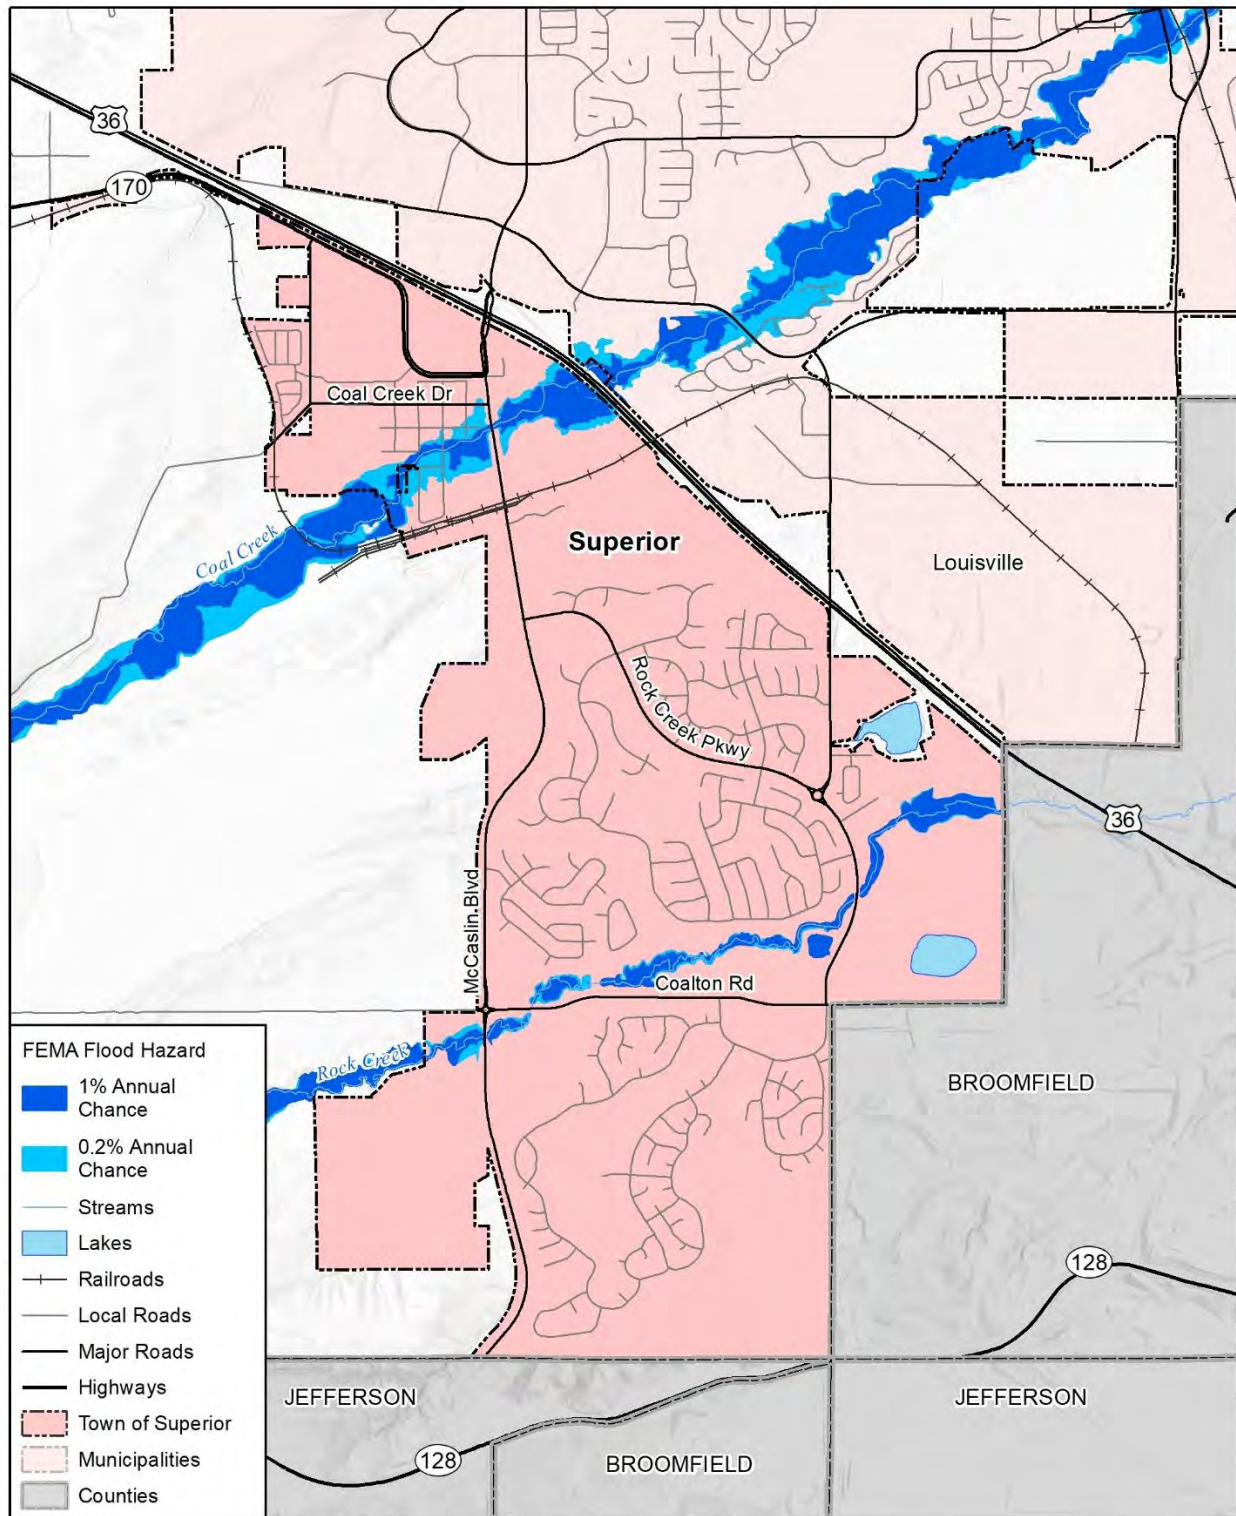 36
170
Coal Creek Dr
Coal Creek
Superior
Louisville
Rock Creek Pkwy
36
McCaslin Blvd
Coalton Rd
Rock Creek
BROOMFIELD
128
JEFFERSON
JEFFERSON
128
BROOMFIELD
FEMA Flood Hazard
1% Annual
Chance
0.2% Annual
Chance
Streams
Lakes
Railroads
Local Roads
Major Roads
Highways
Town of Superior
Municipalities
Counties